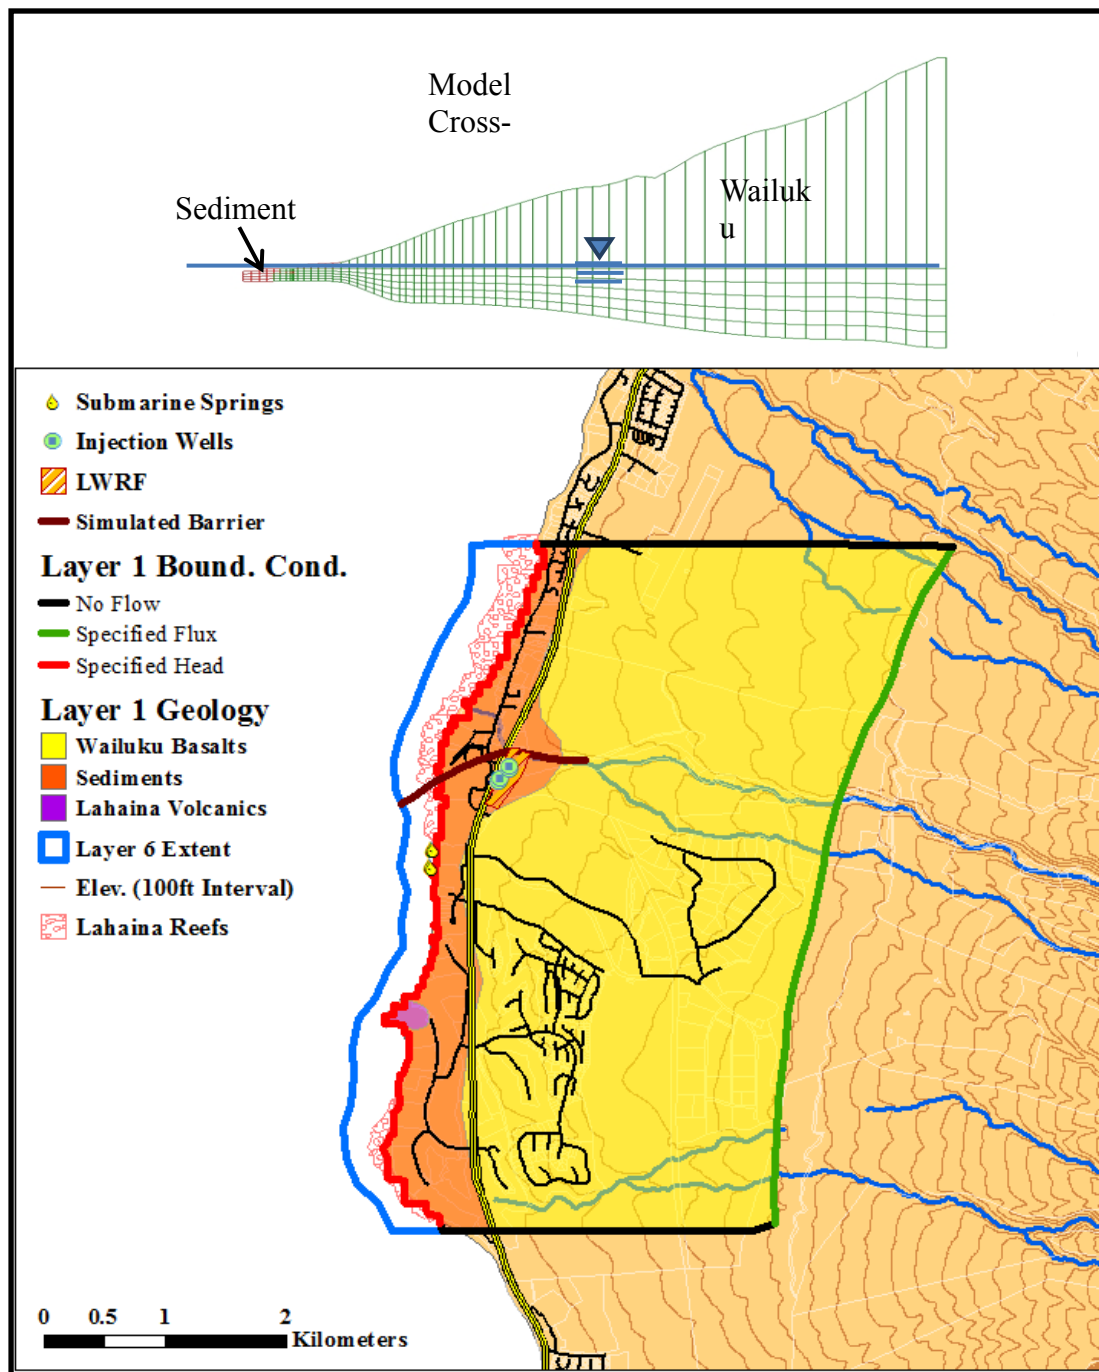 Model
Cross-
Sediment
Wailuk
u
Submarine Springs
Injection Wells
LWRF
Simulated Barrier
Layer 1 Bound. Cond.
No Flow
Specified Flux
Specified Head
Layer 1 Geology
Wailuku Basalts
Sediments
Lahaina Volcanics
Layer 6 Extent
Elev. (100ft Interval)
Lahaina Reefs
0 0.5 1 2
Kilometers